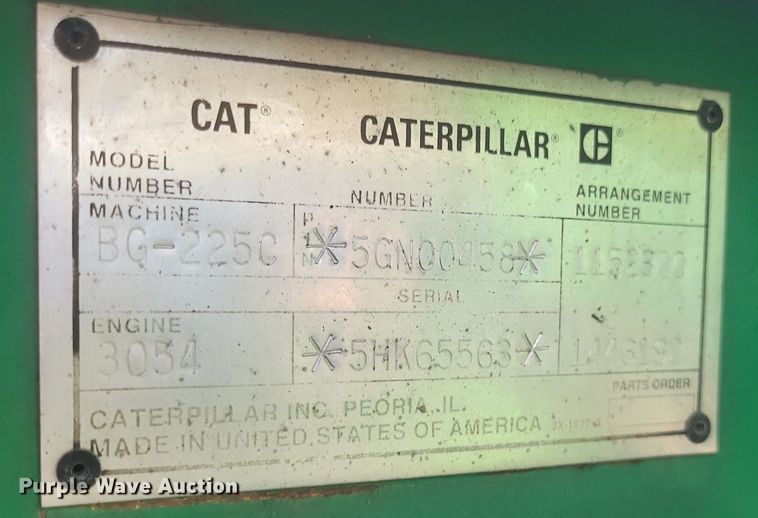 CAT® CATERPILLAR® ®
MODEL NUMBER NUMBER ARRANGEMENT NUMBER
MACHINE
BG-225C PIN *5GN00458*
SERIAL
ENGINE
3054 *5HK65563*
PARTS ORDER
CATERPILLAR INC. PEORIA, IL.
MADE IN UNITED STATES OF AMERICA
Purple Wave Auction